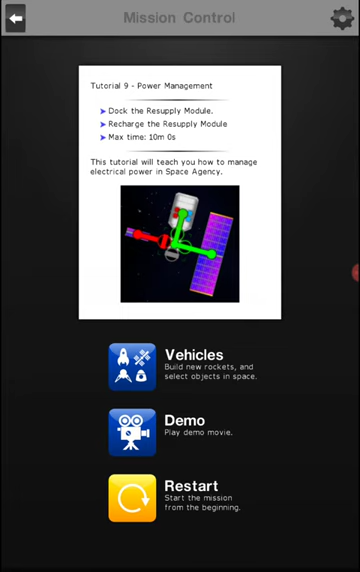 Mission Control
Tutorial 9 - Power Management
Dock the Resupply Module.
Recharge the Resupply Module
Max time: 10m 0s
This tutorial will teach you how to manage
electrical power in Space Agency.
Vehicles
Build new rockets, and
select objects in space.
Demo
Play demo movie.
Restart
Start the mission
from the beginning.